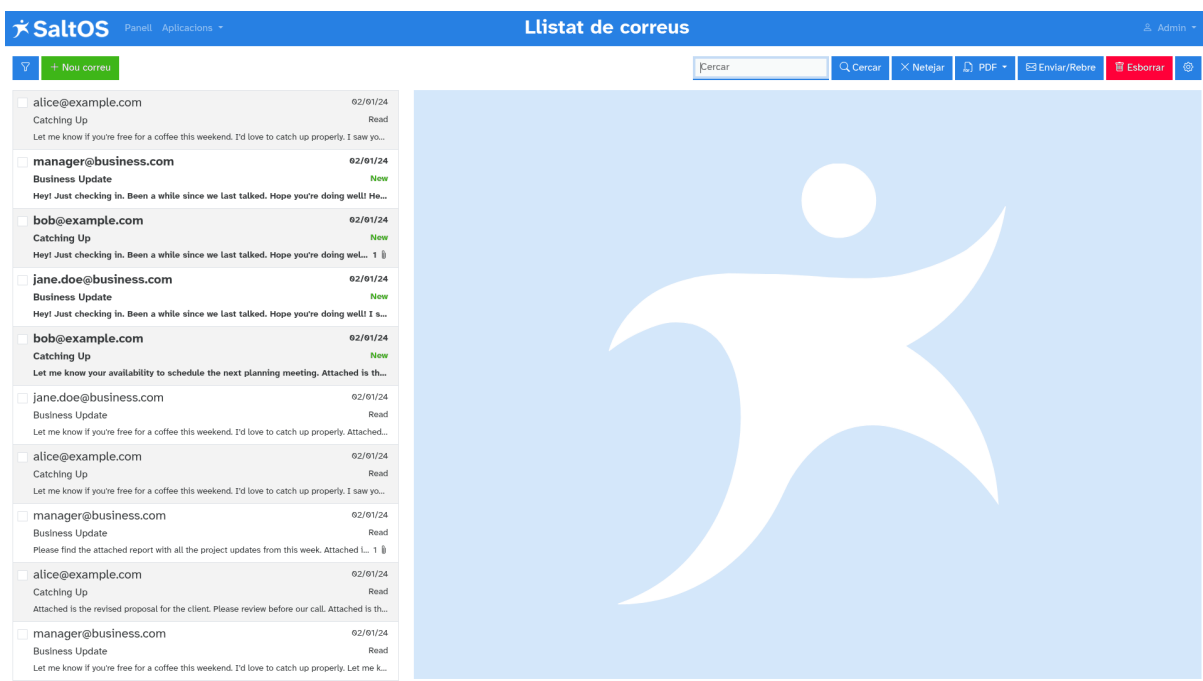 SaltOS Panell Aplicacions Llistat de correus Admin
+ Nou correu Cercar Cercar Netejar PDF Enviar/Rebre Esborrar
alice@example.com 02/01/24
Catching Up Read
Let me know if you're free for a coffee this weekend. I'd love to catch up properly. I saw yo...
manager@business.com 02/01/24
Business Update New
Hey! Just checking in. Been a while since we last talked. Hope you're doing well! He...
bob@example.com 02/01/24
Catching Up New
Hey! Just checking in. Been a while since we last talked. Hope you're doing wel... 1
jane.doe@business.com 02/01/24
Business Update New
Hey! Just checking in. Been a while since we last talked. Hope you're doing well! I s...
bob@example.com 02/01/24
Catching Up New
Let me know your availability to schedule the next planning meeting. Attached is th...
jane.doe@business.com 02/01/24
Business Update Read
Let me know if you're free for a coffee this weekend. I'd love to catch up properly. Attached...
alice@example.com 02/01/24
Catching Up Read
Let me know if you're free for a coffee this weekend. I'd love to catch up properly. I saw yo...
manager@business.com 02/01/24
Business Update Read
Please find the attached report with all the project updates from this week. Attached i... 1
alice@example.com 02/01/24
Catching Up Read
Attached is the revised proposal for the client. Please review before our call. Attached is th...
manager@business.com 02/01/24
Business Update Read
Let me know if you're free for a coffee this weekend. I'd love to catch up properly. Let me k...